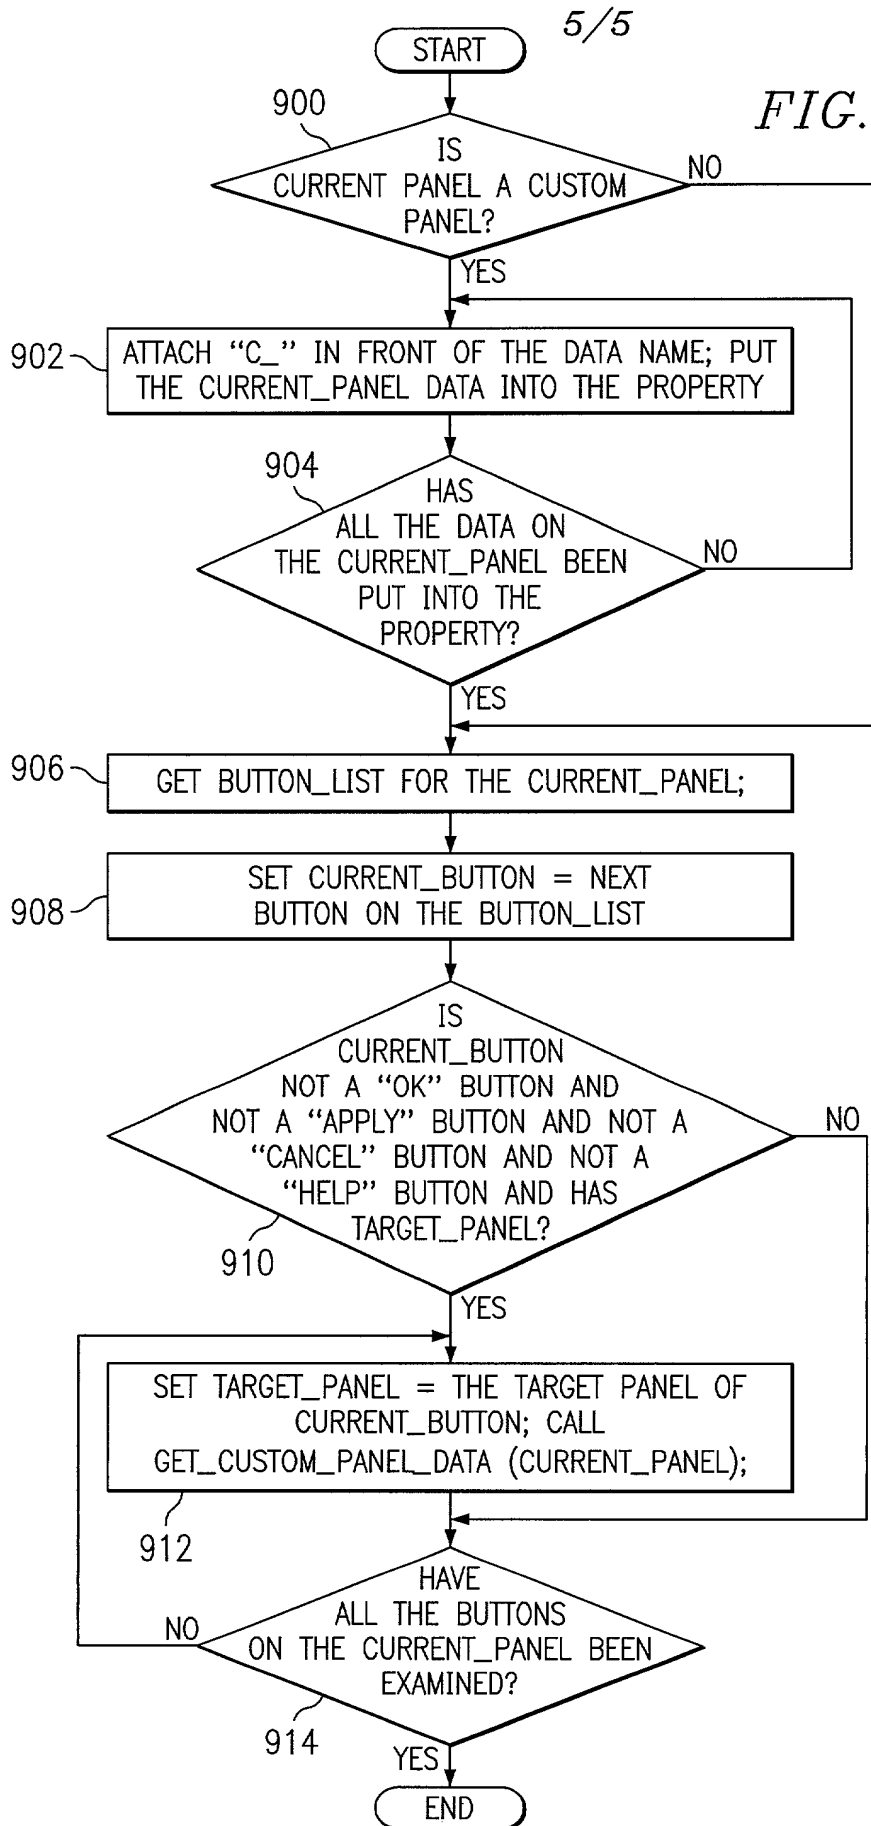 5/5
START
FIG.
900
IS
CURRENT PANEL A CUSTOM
PANEL?
NO
YES
902
ATTACH “C_” IN FRONT OF THE DATA NAME; PUT
THE CURRENT_PANEL DATA INTO THE PROPERTY
904
HAS
ALL THE DATA ON
THE CURRENT_PANEL BEEN
PUT INTO THE
PROPERTY?
NO
YES
906
GET BUTTON_LIST FOR THE CURRENT_PANEL;
908
SET CURRENT_BUTTON = NEXT
BUTTON ON THE BUTTON_LIST
IS
CURRENT_BUTTON
NOT A “OK” BUTTON AND
NOT A “APPLY” BUTTON AND NOT A
“CANCEL” BUTTON AND NOT A
“HELP” BUTTON AND HAS
TARGET_PANEL?
NO
910
YES
SET TARGET_PANEL = THE TARGET PANEL OF
CURRENT_BUTTON; CALL
GET_CUSTOM_PANEL_DATA (CURRENT_PANEL);
912
HAVE
ALL THE BUTTONS
ON THE CURRENT_PANEL BEEN
EXAMINED?
NO
914
YES
END